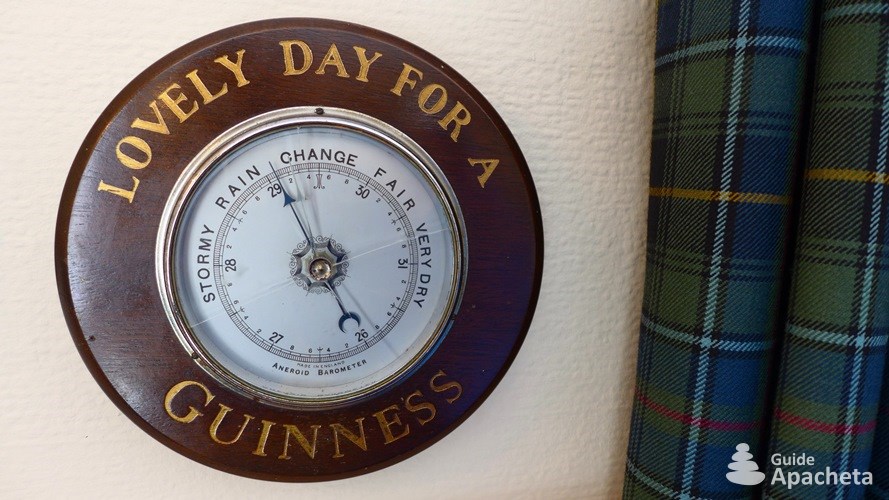 LOVELY DAY FOR A
STORMY RAIN CHANGE FAIR VERY DRY
26 27 28 29 30 31
MADE IN ENGLAND
ANEROID BAROMETER
GUINNESS
Guide
Apacheta